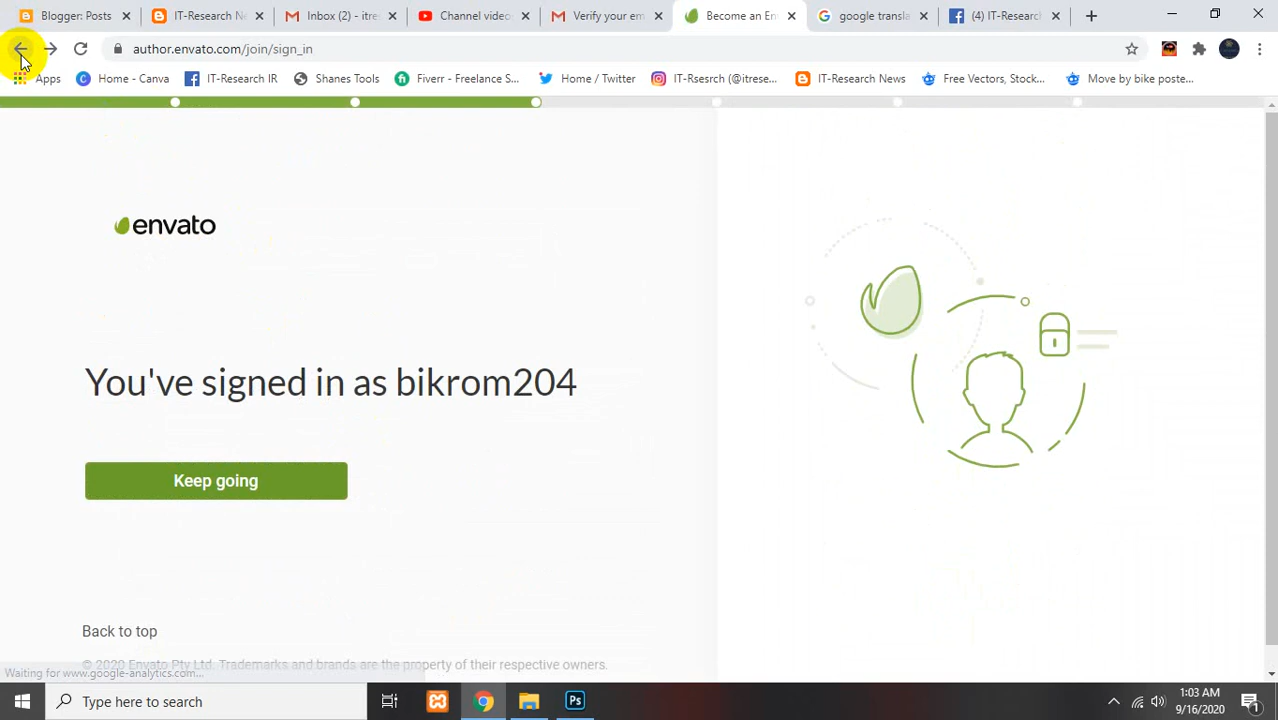 Blogger: Posts
IT-Research Ne
Inbox (2) - itre
Channel video
Verify your em
Become an En
google transla
(4) IT-Researc
author.envato.com/join/sign_in
Apps
Home - Canva
IT-Research IR
Shanes Tools
Fiverr - Freelance S...
Home / Twitter
IT-Rsesrch (@itrese...
IT-Research News
Free Vectors, Stock...
Move by bike poste...
envato
You've signed in as bikrom204
Keep going
Back to top
© 2020 Envato Pty Ltd. Trademarks and brands are the property of their respective owners.
Waiting for www.google-analytics.com...
Type here to search
Ps
1:03 AM
9/16/2020
1